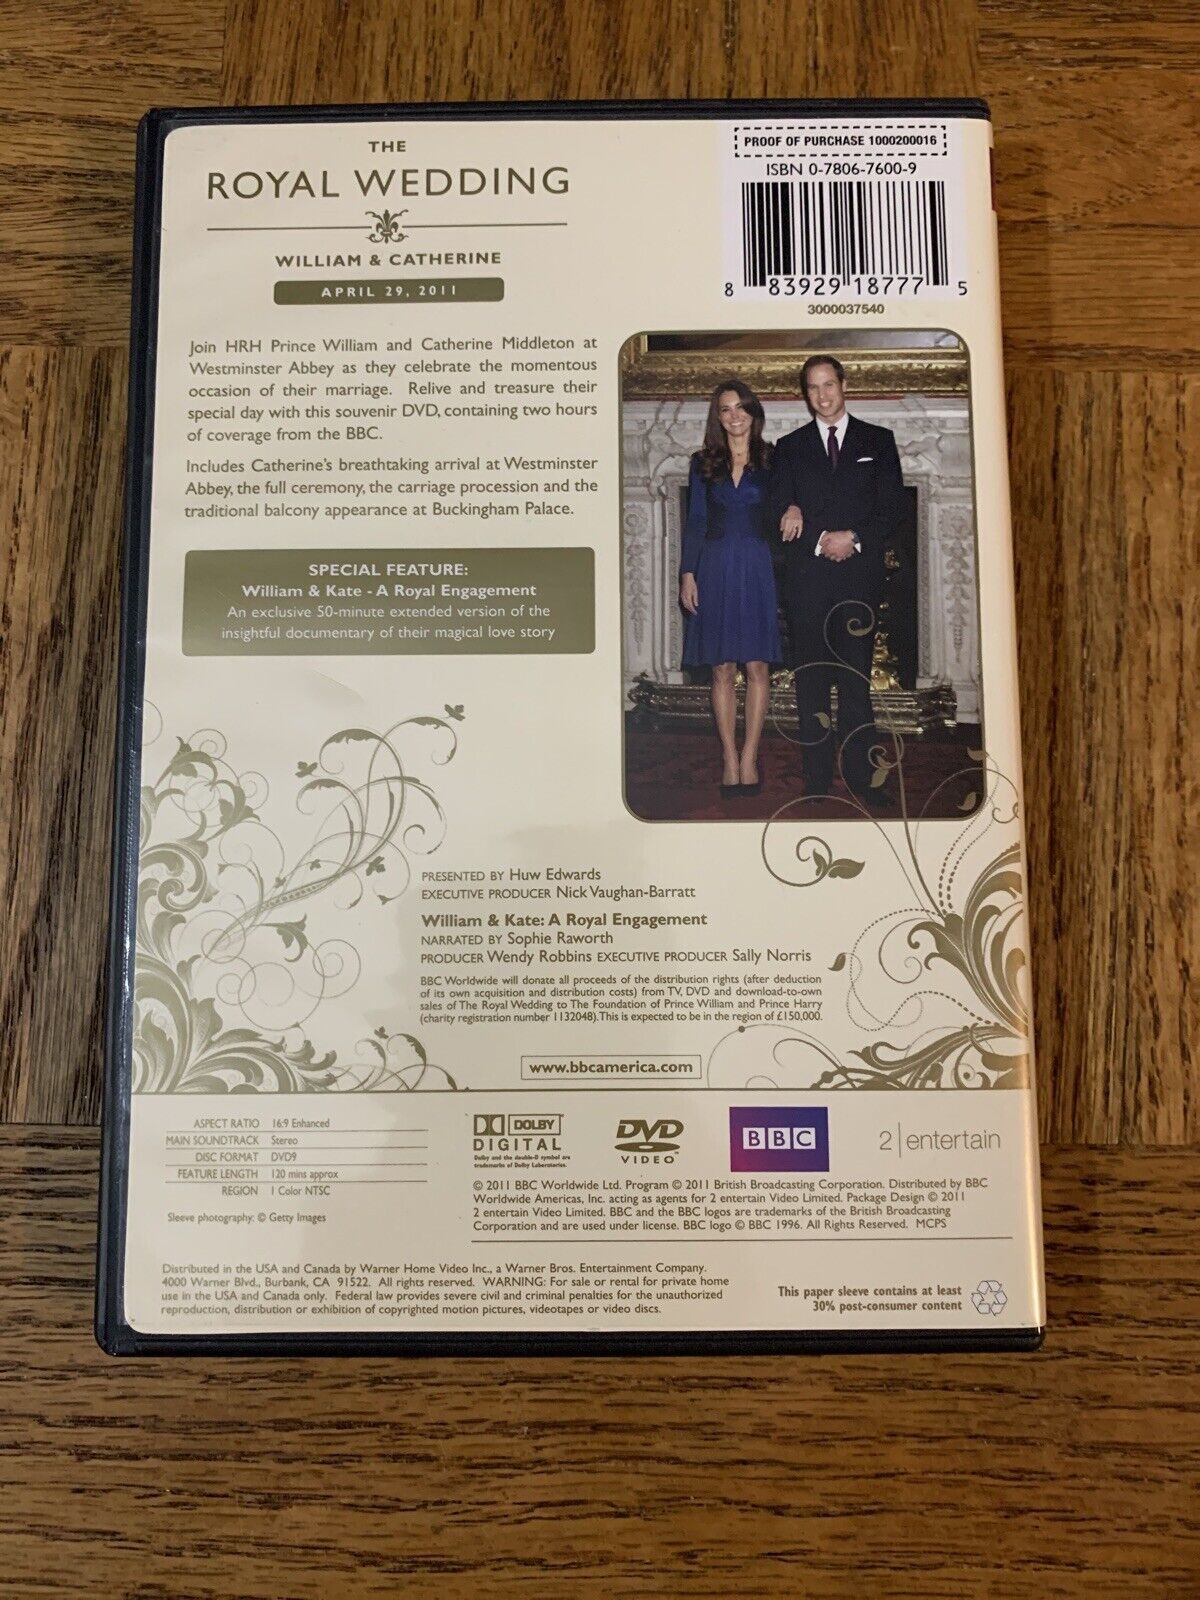 THE
ROYAL WEDDING
WILLIAM & CATHERINE
APRIL 29, 2011
PROOF OF PURCHASE 1000200016
ISBN 0-7806-7600-9
8 83929 18777 5
3000037540
Join HRH Prince William and Catherine Middleton at
Westminster Abbey as they celebrate the momentous
occasion of their marriage. Relive and treasure their
special day with this souvenir DVD, containing two hours
of coverage from the BBC.
Includes Catherine's breathtaking arrival at Westminster
Abbey, the full ceremony, the carriage procession and the
traditional balcony appearance at Buckingham Palace.
SPECIAL FEATURE:
William & Kate - A Royal Engagement
An exclusive 50-minute extended version of the
insightful documentary of their magical love story
PRESENTED BY Huw Edwards
EXECUTIVE PRODUCER Nick Vaughan-Barratt
William & Kate: A Royal Engagement
NARRATED BY Sophie Raworth
PRODUCER Wendy Robbins EXECUTIVE PRODUCER Sally Norris
BBC Worldwide will donate all proceeds of the distribution rights (after deduction
of its own acquisition and distribution costs) from TV, DVD and download-to-own
sales of The Royal Wedding to The Foundation of Prince William and Prince Harry
(charity registration number 1132048). This is expected to be in the region of £150,000.
www.bbcamerica.com
ASPECT RATIO 16:9 Enhanced
MAIN SOUNDTRACK Stereo
DISC FORMAT DVD9
FEATURE LENGTH 120 mins approx
REGION 1 Color NTSC
Sleeve photography: © Getty Images
DOLBY
DIGITAL
Dolby and the double-D symbol are
trademarks of Dolby Laboratories.
DVD
VIDEO™
BBC
2|entertain
© 2011 BBC Worldwide Ltd. Program © 2011 British Broadcasting Corporation. Distributed by BBC
Worldwide Americas, Inc. acting as agents for 2 entertain Video Limited. Package Design © 2011
2 entertain Video Limited. BBC and the BBC logos are trademarks of the British Broadcasting
Corporation and are used under license. BBC logo © BBC 1996. All Rights Reserved. MCPS
Distributed in the USA and Canada by Warner Home Video Inc., a Warner Bros. Entertainment Company.
4000 Warner Blvd., Burbank, CA 91522. All rights reserved. WARNING: For sale or rental for private home
use in the USA and Canada only. Federal law provides severe civil and criminal penalties for the unauthorized
reproduction, distribution or exhibition of copyrighted motion pictures, videotapes or video discs.
This paper sleeve contains at least
30% post-consumer content